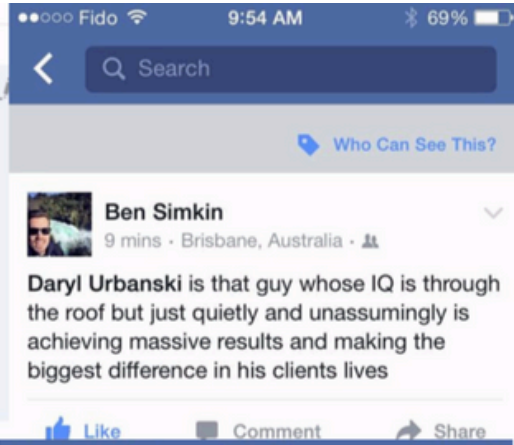 Fido 9:54 AM 69%
Search
Who Can See This?
Ben Simkin
9 mins · Brisbane, Australia ·
Daryl Urbanski is that guy whose IQ is through
the roof but just quietly and unassumingly is
achieving massive results and making the
biggest difference in his clients lives
Like Comment Share